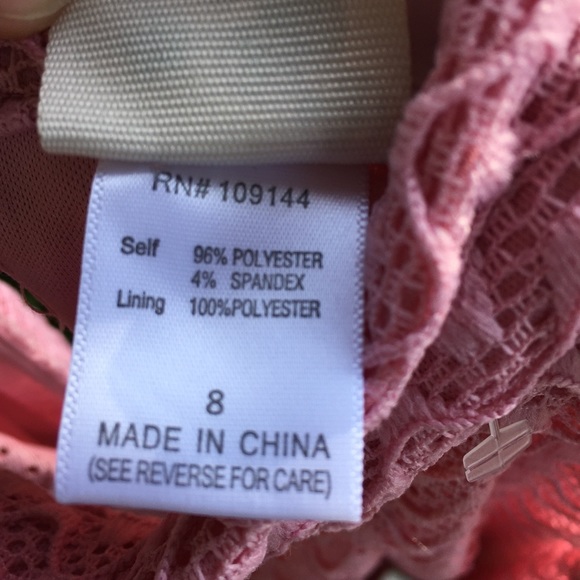 RN# 109144
Self 96% POLYESTER
4% SPANDEX
Lining 100%POLYESTER
8
MADE IN CHINA
(SEE REVERSE FOR CARE)